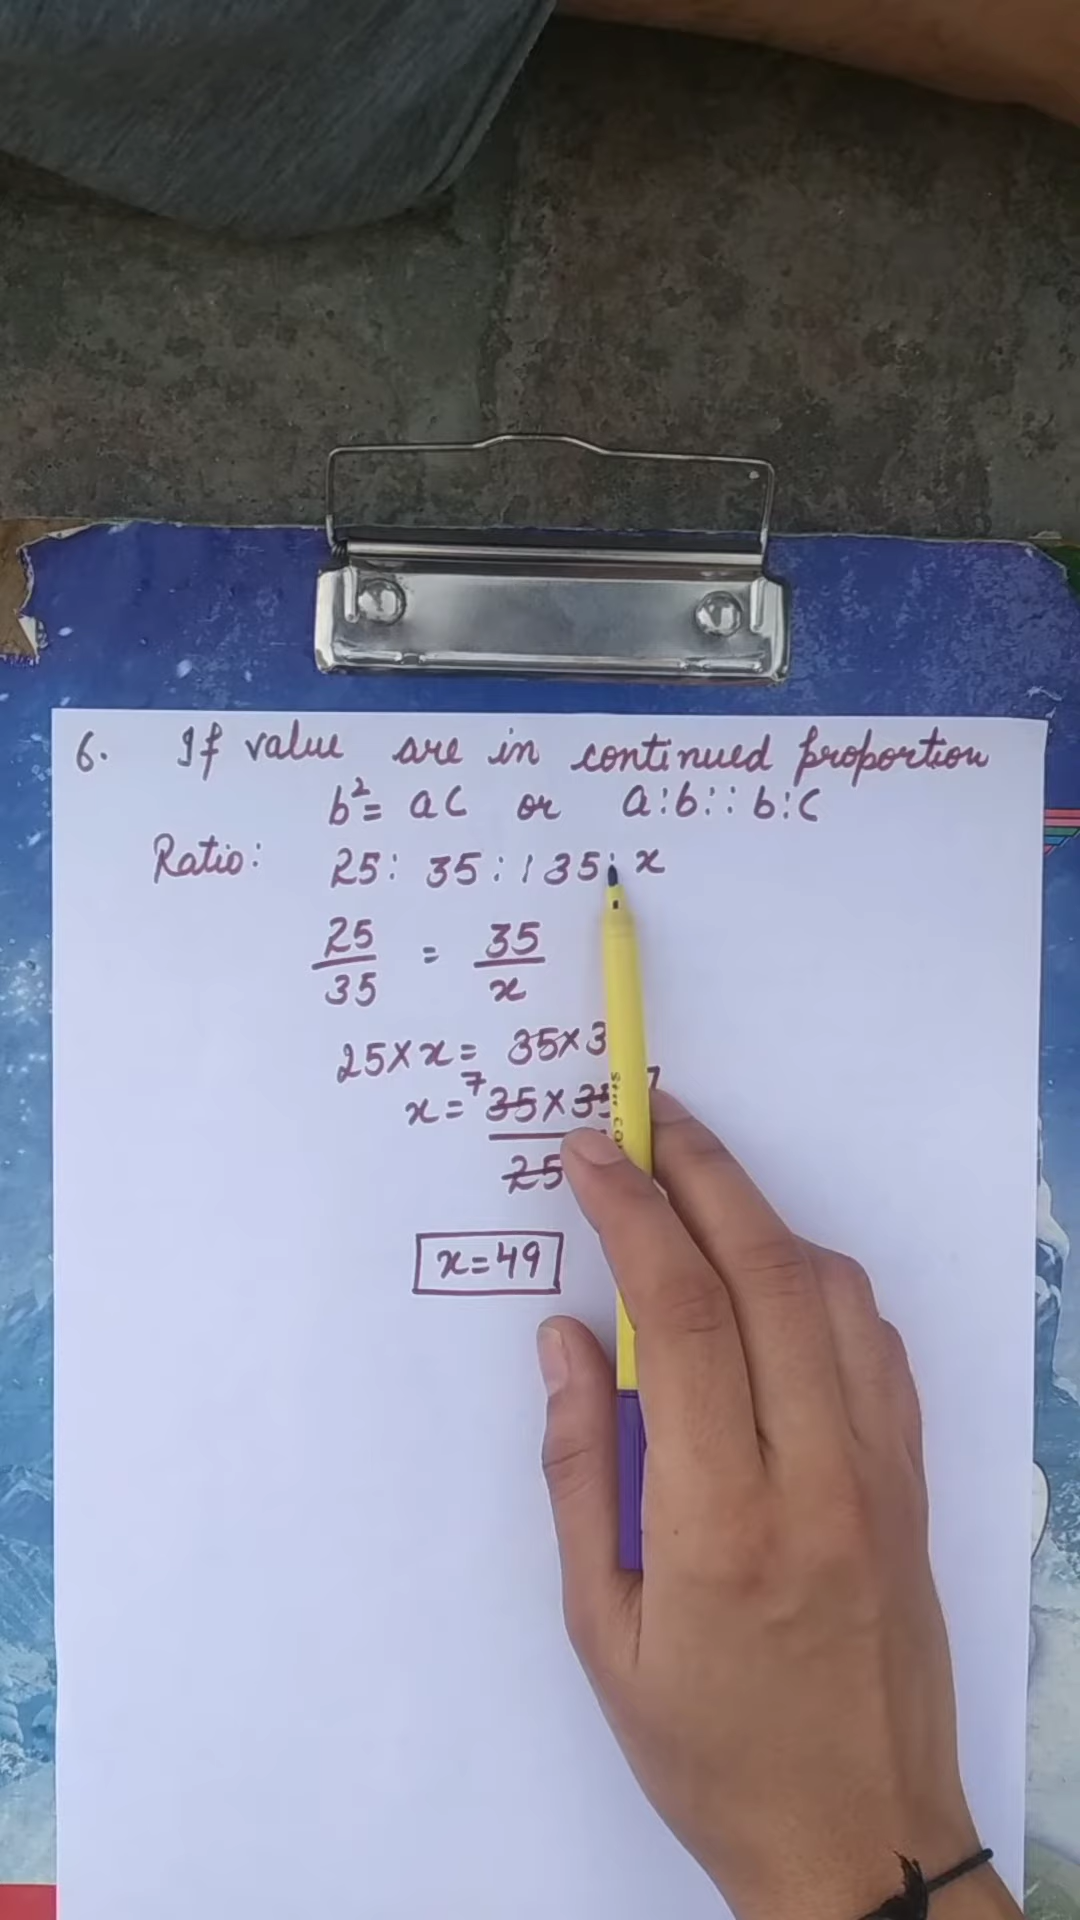 6. If value are in continued proportion
b² = ac or a:b::b:c
Ratio: 25: 35 :: 35: x
25/35 = 35/x
25×x = 35×3
x = ⁷35×35 7
25
x=49